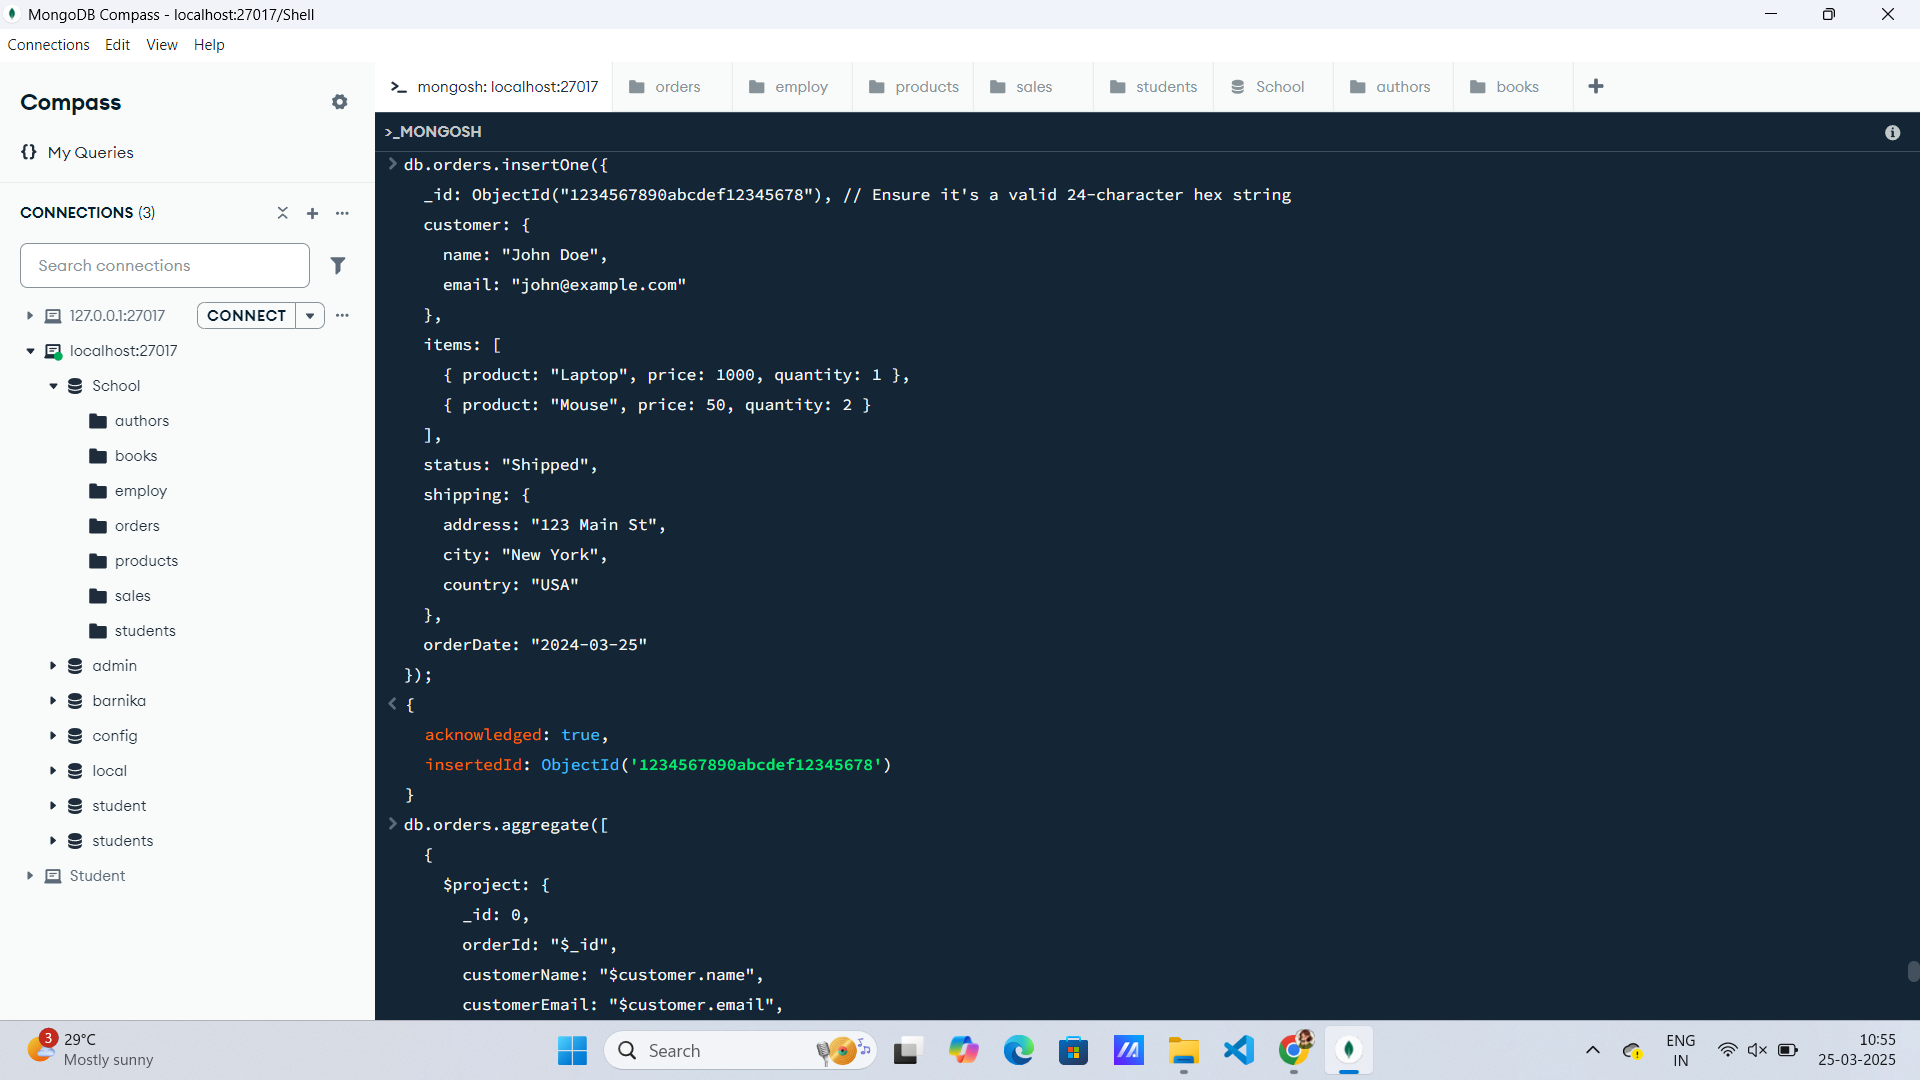 MongoDB Compass - localhost:27017/Shell
Connections Edit View Help
Compass
{} My Queries
CONNECTIONS (3)
Search connections
127.0.0.1:27017 CONNECT
localhost:27017
School
authors
books
employ
orders
products
sales
students
admin
barnika
config
local
student
students
Student
>_ mongosh: localhost:27017 orders employ products sales students School authors books
>_MONGOSH
> db.orders.insertOne({
_id: ObjectId("1234567890abcdef12345678"), // Ensure it's a valid 24-character hex string
customer: {
name: "John Doe",
email: "john@example.com"
},
items: [
{ product: "Laptop", price: 1000, quantity: 1 },
{ product: "Mouse", price: 50, quantity: 2 }
],
status: "Shipped",
shipping: {
address: "123 Main St",
city: "New York",
country: "USA"
},
orderDate: "2024-03-25"
});
< {
acknowledged: true,
insertedId: ObjectId('1234567890abcdef12345678')
}
> db.orders.aggregate([
{
$project: {
_id: 0,
orderId: "$_id",
customerName: "$customer.name",
customerEmail: "$customer.email",
3
29°C
Mostly sunny
Search
ENG
IN
10:55
25-03-2025